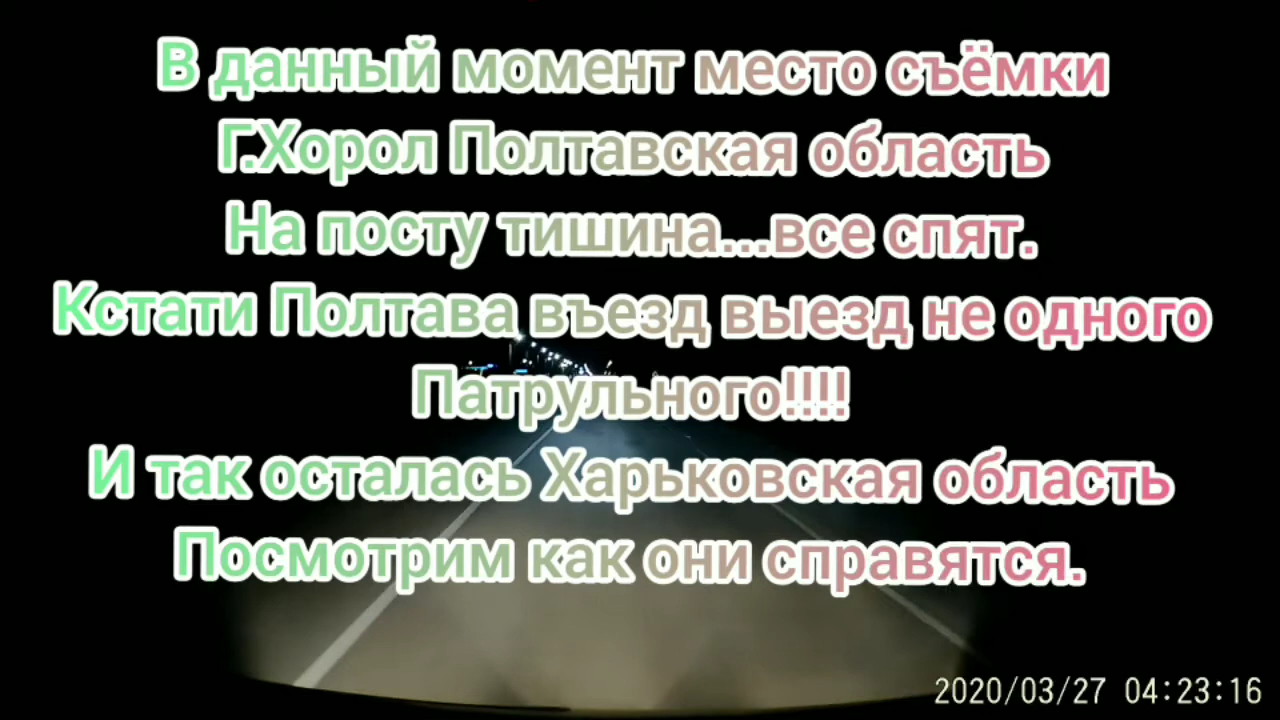 В данный момент место съёмки
Г.Хорол Полтавская область
На посту тишина...все спят.
Кстати Полтава въезд выезд не одного
Патрульного!!!!
И так осталась Харьковская область
Посмотрим как они справятся.
2020/03/27 04:23:16